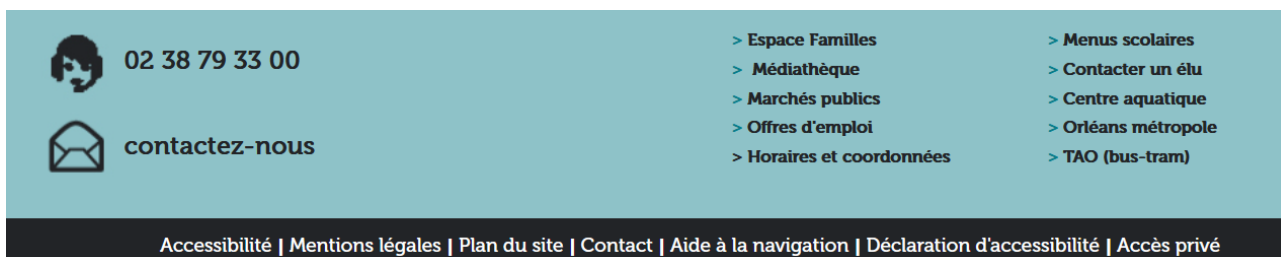 02 38 79 33 00
contactez-nous
> Espace Familles
> Médiathèque
> Marchés publics
> Offres d'emploi
> Horaires et coordonnées
> Menus scolaires
> Contacter un élu
> Centre aquatique
> Orléans métropole
> TAO (bus-tram)
Accessibilité | Mentions légales | Plan du site | Contact | Aide à la navigation | Déclaration d'accessibilité | Accès privé